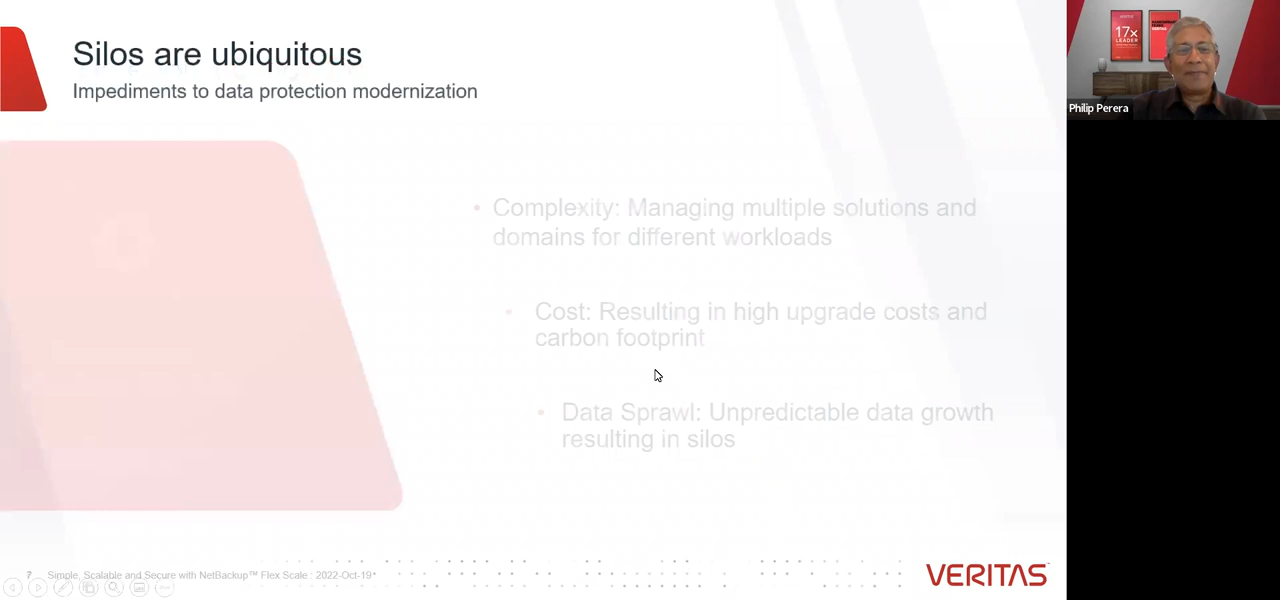 Silos are ubiquitous
Impediments to data protection modernization
17x
LEADER
Philip Perera
• Complexity: Managing multiple solutions and
domains for different workloads
• Cost: Resulting in high upgrade costs and
carbon footprint
• Data Sprawl: Unpredictable data growth
resulting in silos
7 Simple, Scalable and Secure with NetBackup™ Flex Scale : 2022-Oct-19*
VERITAS